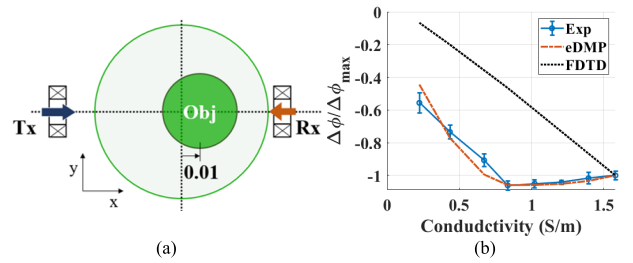 (a)
Tx
Obj
Rx
0.01
y
x
(b)
Δϕ/Δϕmax
0
-0.2
-0.4
-0.6
-0.8
-1
Exp
eDMP
FDTD
0 0.5 1 1.5
Condudctivity (S/m)
(a) (b)